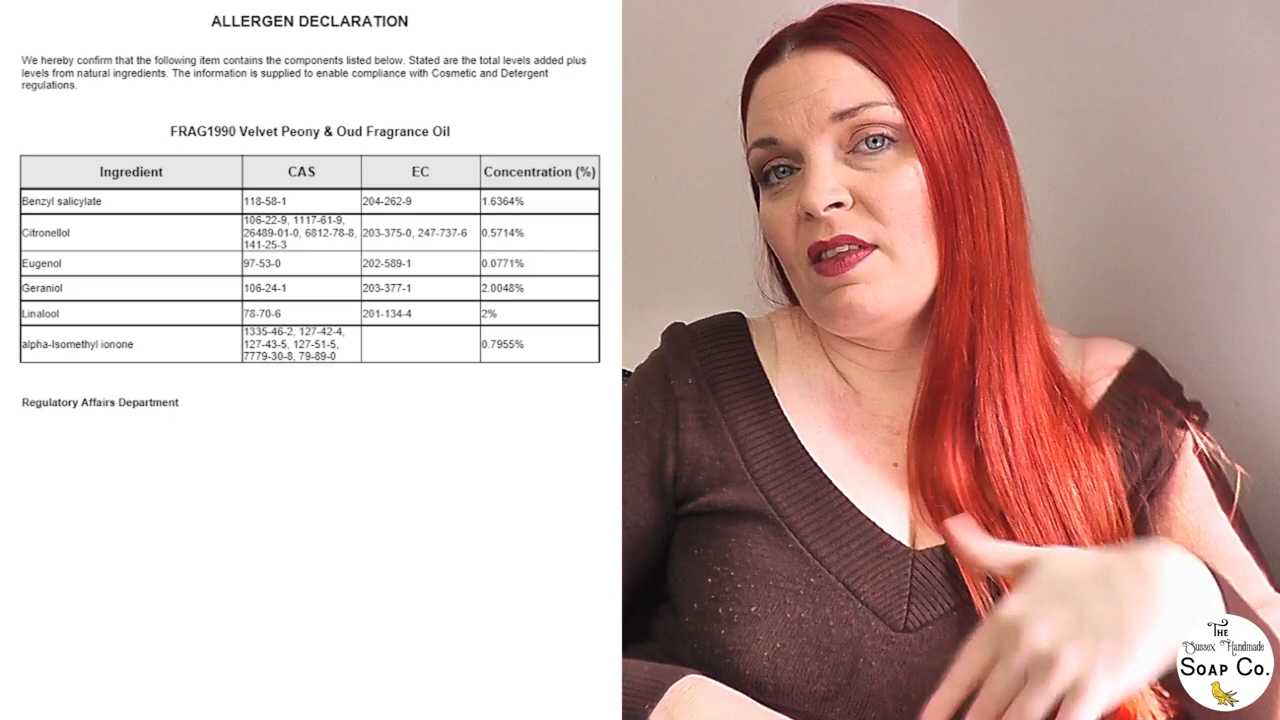 ALLERGEN DECLARATION
We hereby confirm that the following item contains the components listed below. Stated are the total levels added plus
levels from natural ingredients. The information is supplied to enable compliance with Cosmetic and Detergent
regulations.
FRAG1990 Velvet Peony & Oud Fragrance Oil
Ingredient CAS EC Concentration (%)
Benzyl salicylate 118-58-1 204-262-9 1.6364%
Citronellol 106-22-9, 1117-61-9, 26489-01-0, 6812-78-8, 141-25-3 203-375-0, 247-737-6 0.5714%
Eugenol 97-53-0 202-589-1 0.0771%
Geraniol 106-24-1 203-377-1 2.0048%
Linalool 78-70-6 201-134-4 2%
alpha-Isomethyl ionone 1335-46-2, 127-42-4, 127-43-5, 127-51-5, 7779-30-8, 79-89-0 0.7955%
Regulatory Affairs Department
The
Sussex Handmade
Soap Co.